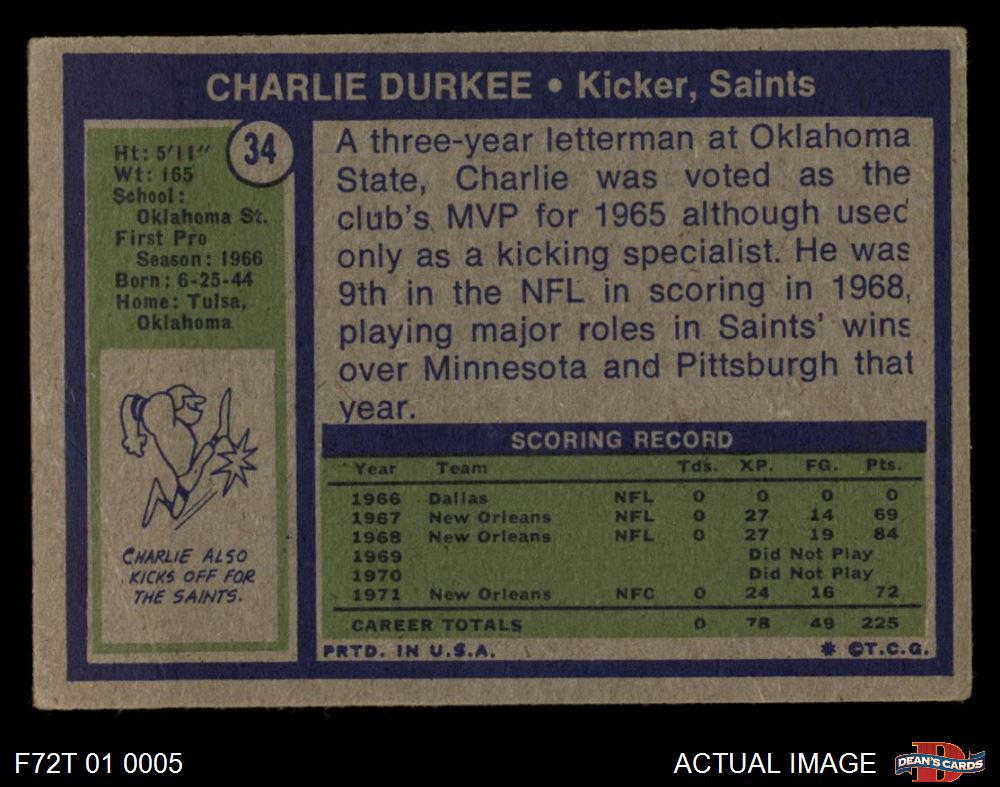 CHARLIE DURKEE • Kicker, Saints
34
Ht: 5'11"
Wt: 165
School:
Oklahoma St.
First Pro
Season: 1966
Born: 6-25-44
Home: Tulsa,
Oklahoma
CHARLIE ALSO
KICKS OFF FOR
THE SAINTS.
A three-year letterman at Oklahoma
State, Charlie was voted as the
club's MVP for 1965 although used
only as a kicking specialist. He was
9th in the NFL in scoring in 1968,
playing major roles in Saints' wins
over Minnesota and Pittsburgh that
year.
SCORING RECORD
Year Team Tds. XP. FG. Pts.
1966 Dallas NFL 0 0 0 0
1967 New Orleans NFL 0 27 14 69
1968 New Orleans NFL 0 27 19 84
1969 Did Not Play
1970 Did Not Play
1971 New Orleans NFC 0 24 16 72
CAREER TOTALS 0 78 49 225
PRTD. IN U.S.A. * ©T.C.G.
F72T 01 0005 ACTUAL IMAGE
DEAN'S CARDS